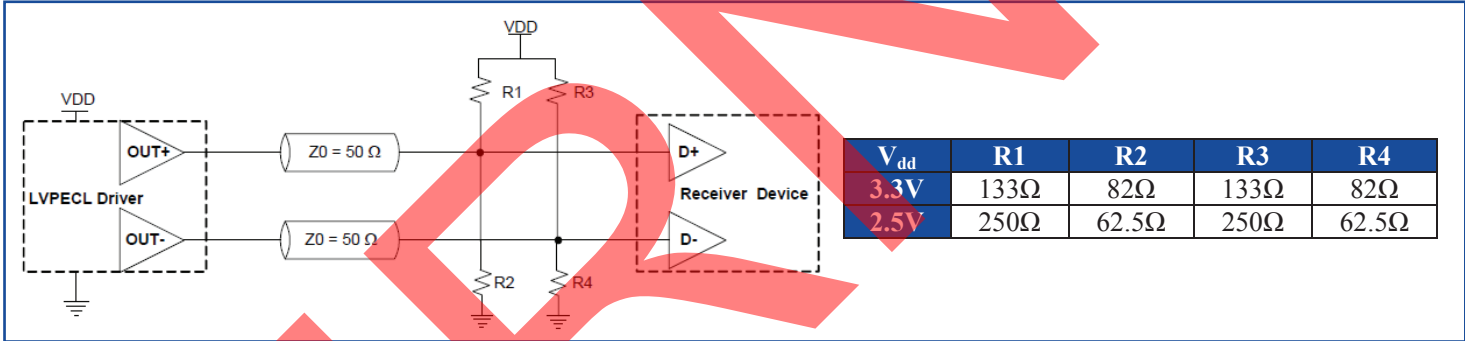 VDD
R1
R3
VDD
OUT+
Z0 = 50 Ω
D+
LVPECL Driver
Receiver Device
OUT-
Z0 = 50 Ω
D-
R2
R4
Vdd R1 R2 R3 R4
3.3V 133Ω 82Ω 133Ω 82Ω
2.5V 250Ω 62.5Ω 250Ω 62.5Ω